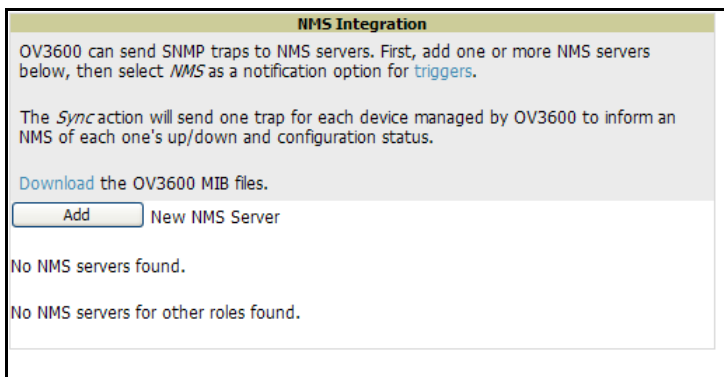 NMS Integration
OV3600 can send SNMP traps to NMS servers. First, add one or more NMS servers
below, then select NMS as a notification option for triggers.
The Sync action will send one trap for each device managed by OV3600 to inform an
NMS of each one's up/down and configuration status.
Download the OV3600 MIB files.
Add New NMS Server
No NMS servers found.
No NMS servers for other roles found.